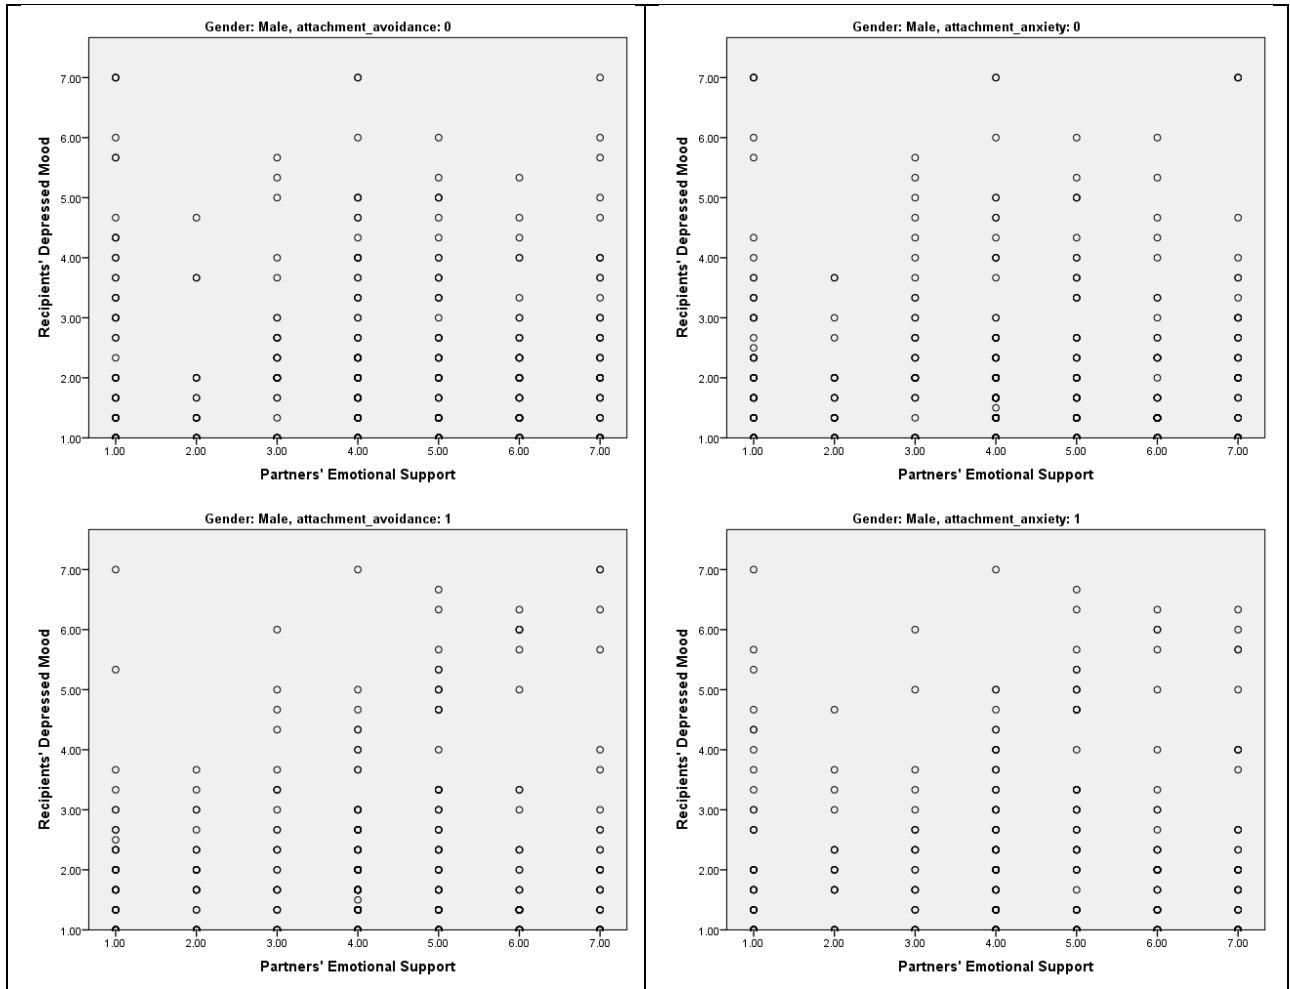 Gender: Male, attachment_avoidance: 0
Recipients' Depressed Mood
7.00
6.00
5.00
4.00
3.00
2.00
1.00
1.00 2.00 3.00 4.00 5.00 6.00 7.00
Partners' Emotional Support
Gender: Male, attachment_anxiety: 0
Recipients' Depressed Mood
7.00
6.00
5.00
4.00
3.00
2.00
1.00
1.00 2.00 3.00 4.00 5.00 6.00 7.00
Partners' Emotional Support
Gender: Male, attachment_avoidance: 1
Recipients' Depressed Mood
7.00
6.00
5.00
4.00
3.00
2.00
1.00
1.00 2.00 3.00 4.00 5.00 6.00 7.00
Partners' Emotional Support
Gender: Male, attachment_anxiety: 1
Recipients' Depressed Mood
7.00
6.00
5.00
4.00
3.00
2.00
1.00
1.00 2.00 3.00 4.00 5.00 6.00 7.00
Partners' Emotional Support